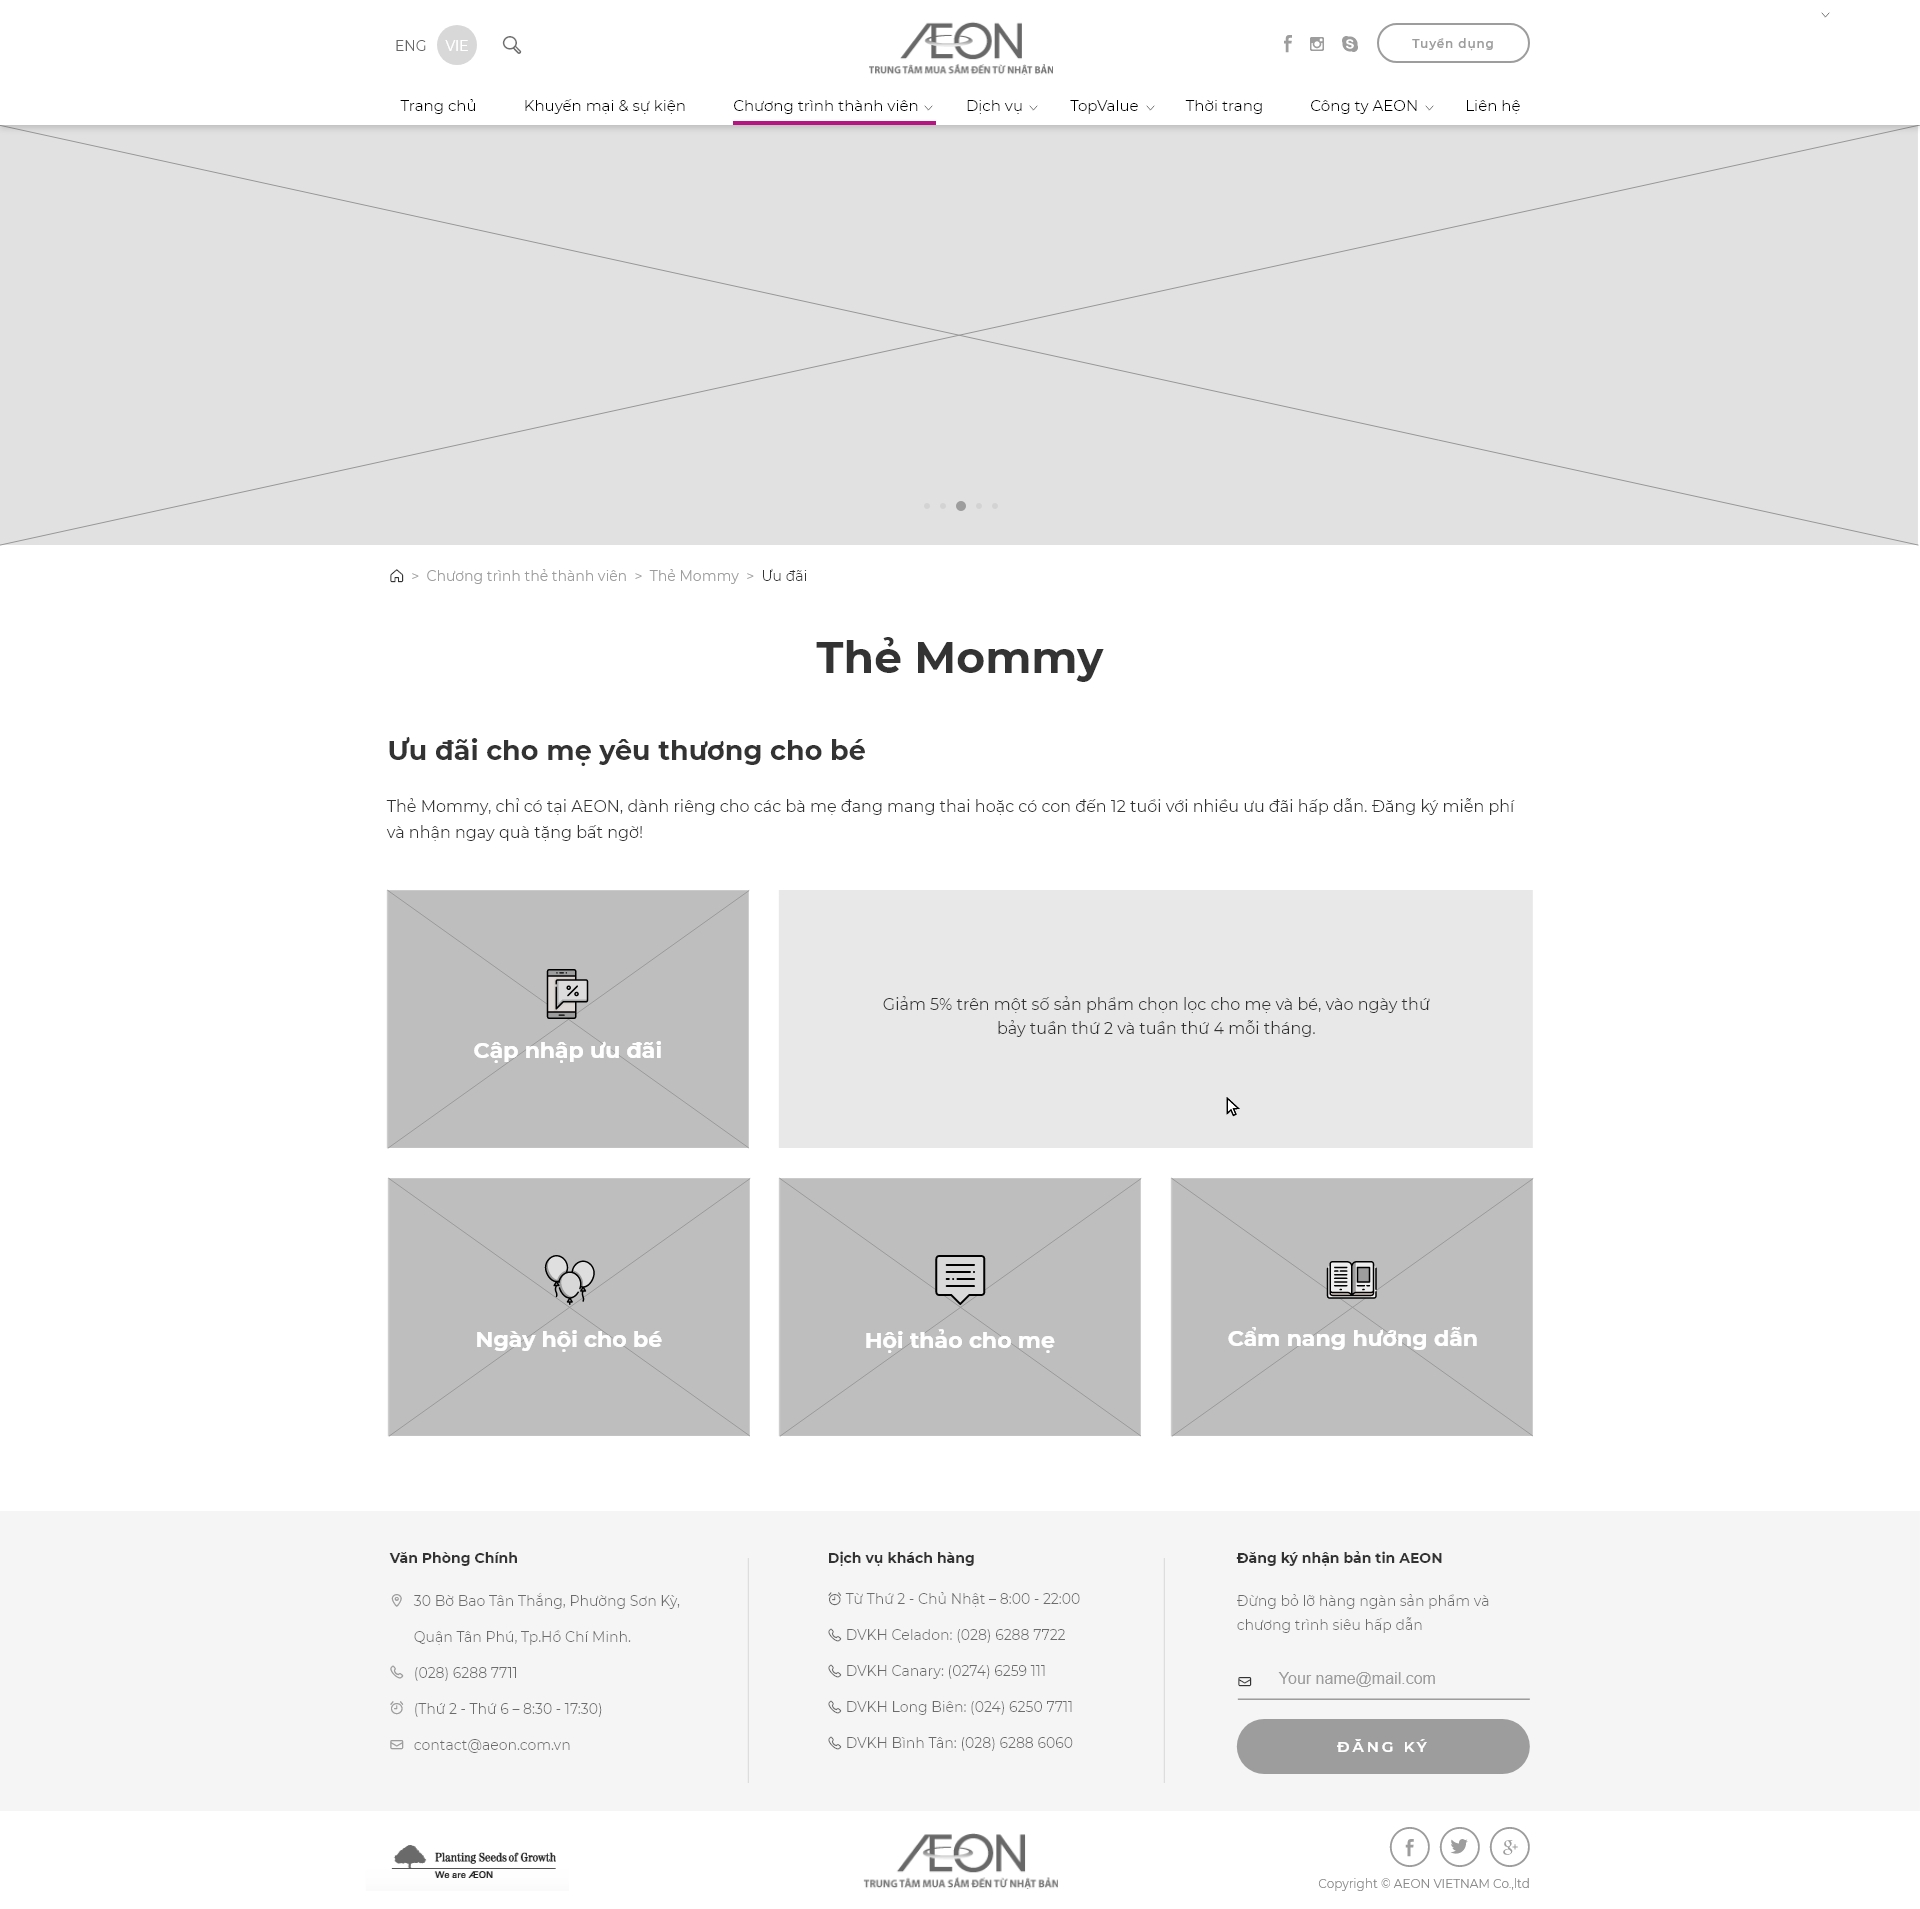 ENG VIE
ÆON
TRUNG TÂM MUA SẮM ĐẾN TỪ NHẬT BẢN
Tuyển dụng
Trang chủ Khuyến mại & sự kiện Chương trình thành viên Dịch vụ TopValue Thời trang Công ty AEON Liên hệ
> Chương trình thẻ thành viên > Thẻ Mommy > Ưu đãi
Thẻ Mommy
Ưu đãi cho mẹ yêu thương cho bé
Thẻ Mommy, chỉ có tại AEON, dành riêng cho các bà mẹ đang mang thai hoặc có con đến 12 tuổi với nhiều ưu đãi hấp dẫn. Đăng ký miễn phí
và nhận ngay quà tặng bất ngờ!
%
Cập nhập ưu đãi
Giảm 5% trên một số sản phẩm chọn lọc cho mẹ và bé, vào ngày thứ
bảy tuần thứ 2 và tuần thứ 4 mỗi tháng.
Ngày hội cho bé
Hội thảo cho mẹ
Cẩm nang hướng dẫn
Văn Phòng Chính
30 Bờ Bao Tân Thắng, Phường Sơn Kỳ,
Quận Tân Phú, Tp.Hồ Chí Minh.
(028) 6288 7711
(Thứ 2 - Thứ 6 – 8:30 - 17:30)
contact@aeon.com.vn
Dịch vụ khách hàng
Từ Thứ 2 - Chủ Nhật – 8:00 - 22:00
DVKH Celadon: (028) 6288 7722
DVKH Canary: (0274) 6259 111
DVKH Long Biên: (024) 6250 7711
DVKH Bình Tân: (028) 6288 6060
Đăng ký nhận bản tin AEON
Đừng bỏ lỡ hàng ngàn sản phẩm và
chương trình siêu hấp dẫn
Your name@mail.com
ĐĂNG KÝ
Planting Seeds of Growth
We are ÆON
ÆON
TRUNG TÂM MUA SẮM ĐẾN TỪ NHẬT BẢN
Copyright © AEON VIETNAM Co.,ltd